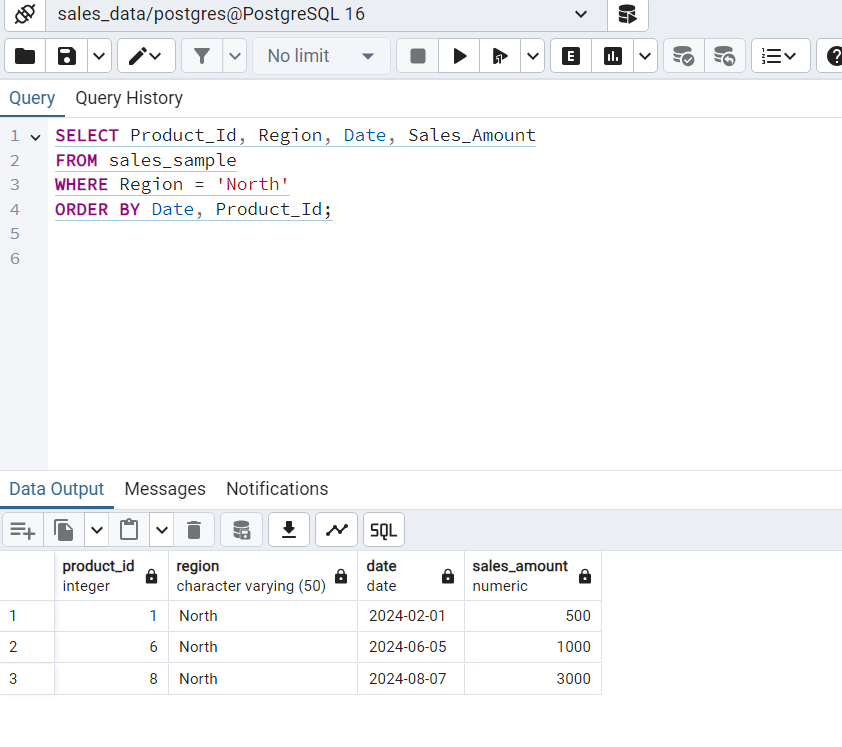 sales_data/postgres@PostgreSQL 16
No limit
E
Query Query History
1 SELECT Product_Id, Region, Date, Sales_Amount
2 FROM sales_sample
3 WHERE Region = 'North'
4 ORDER BY Date, Product_Id;
5
6
Data Output Messages Notifications
SQL
product_id region date sales_amount
integer character varying (50) date numeric
1 1 North 2024-02-01 500
2 6 North 2024-06-05 1000
3 8 North 2024-08-07 3000